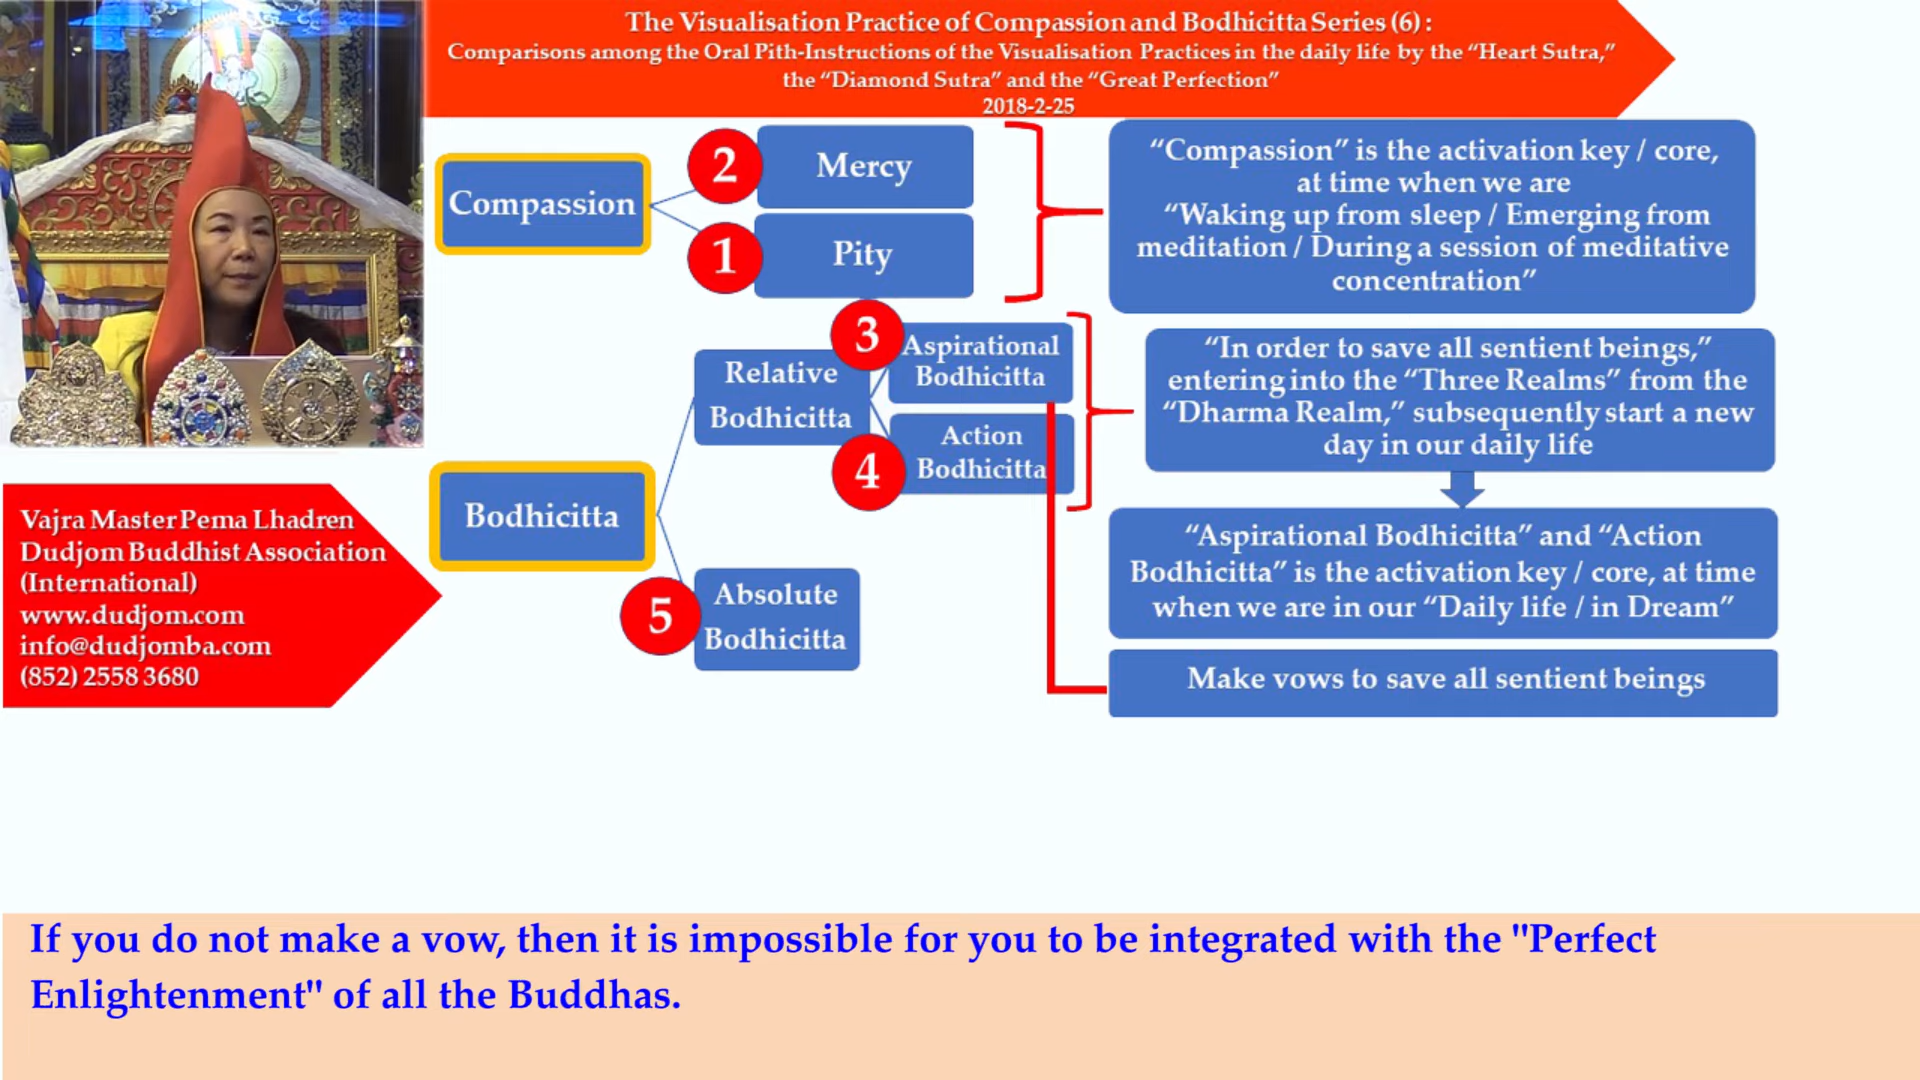 The Visualisation Practice of Compassion and Bodhicitta Series (6) :
Comparisons among the Oral Pith-Instructions of the Visualisation Practices in the daily life by the “Heart Sutra,”
the “Diamond Sutra” and the “Great Perfection”
2018-2-25
Compassion
2
Mercy
1
Pity
“Compassion” is the activation key / core,
at time when we are
“Waking up from sleep / Emerging from
meditation / During a session of meditative
concentration”
Bodhicitta
Relative
Bodhicitta
3
Aspirational
Bodhicitta
4
Action
Bodhicitta
5
Absolute
Bodhicitta
“In order to save all sentient beings,”
entering into the “Three Realms” from the
“Dharma Realm,” subsequently start a new
day in our daily life
“Aspirational Bodhicitta” and “Action
Bodhicitta” is the activation key / core, at time
when we are in our “Daily life / in Dream”
Make vows to save all sentient beings
Vajra Master Pema Lhadren
Dudjom Buddhist Association
(International)
www.dudjom.com
info@dudjomba.com
(852) 2558 3680
If you do not make a vow, then it is impossible for you to be integrated with the "Perfect
Enlightenment" of all the Buddhas.